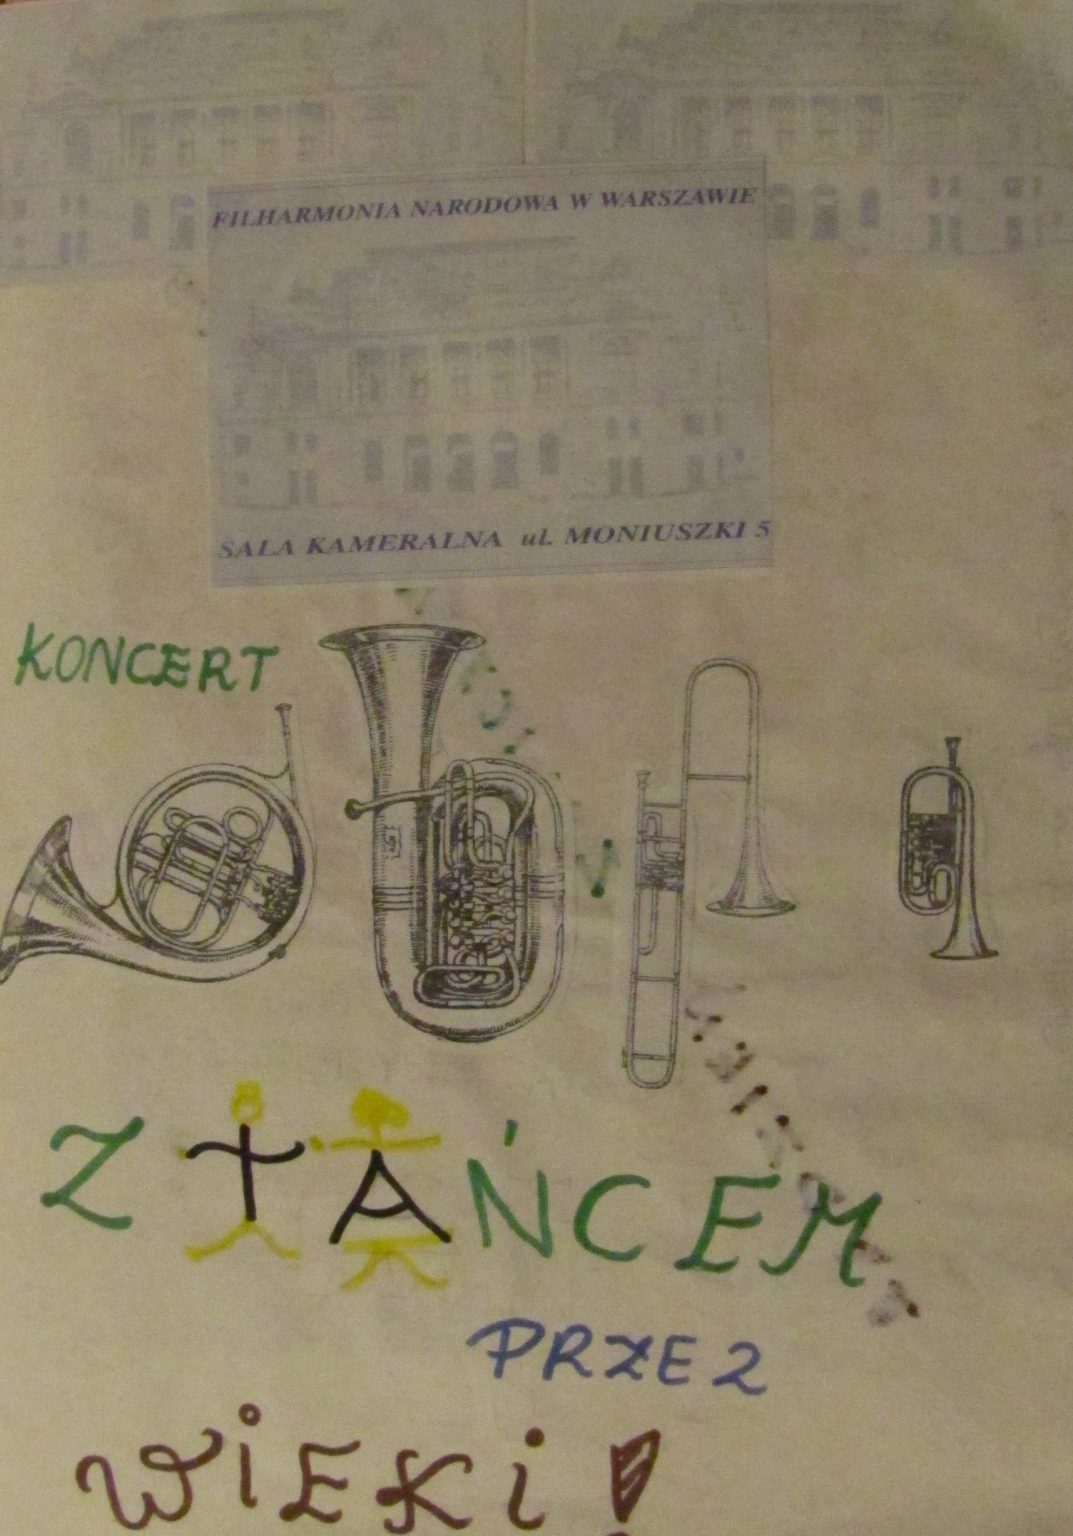 FILHARMONIA NARODOWA W WARSZAWIE
SALA KAMERALNA ul. MONIUSZKI 5
KONCERT
Z TAŃCEM
PRZEZ
WIEKI!